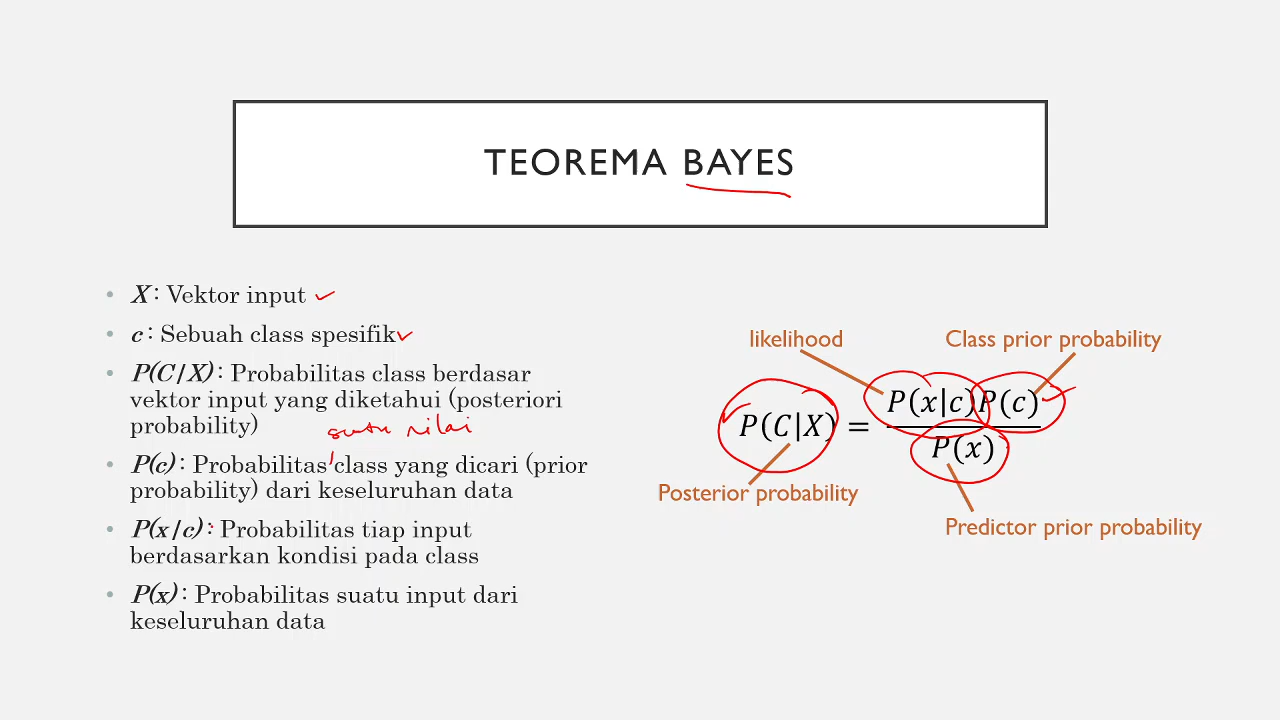 TEOREMA BAYES
X : Vektor input
c : Sebuah class spesifik
P(C/X) : Probabilitas class berdasar
vektor input yang diketahui (posteriori
probability)
suatu nilai
P(c) : Probabilitas class yang dicari (prior
probability) dari keseluruhan data
P(x/c) : Probabilitas tiap input
berdasarkan kondisi pada class
P(x) : Probabilitas suatu input dari
keseluruhan data
likelihood
Class prior probability
P(C|X) = P(x|c)P(c) / P(x)
Posterior probability
Predictor prior probability